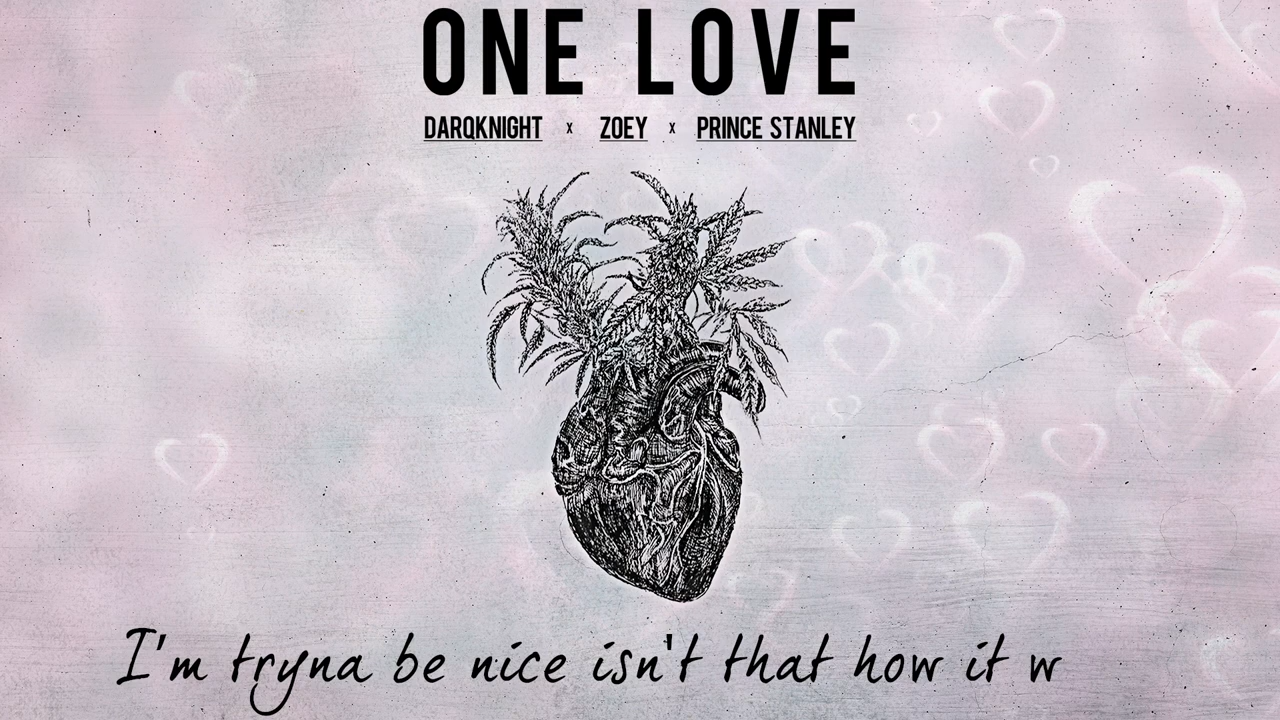 ONE LOVE
DARQKNIGHT x ZOEY x PRINCE STANLEY
I'm tryna be nice isn't that how it w